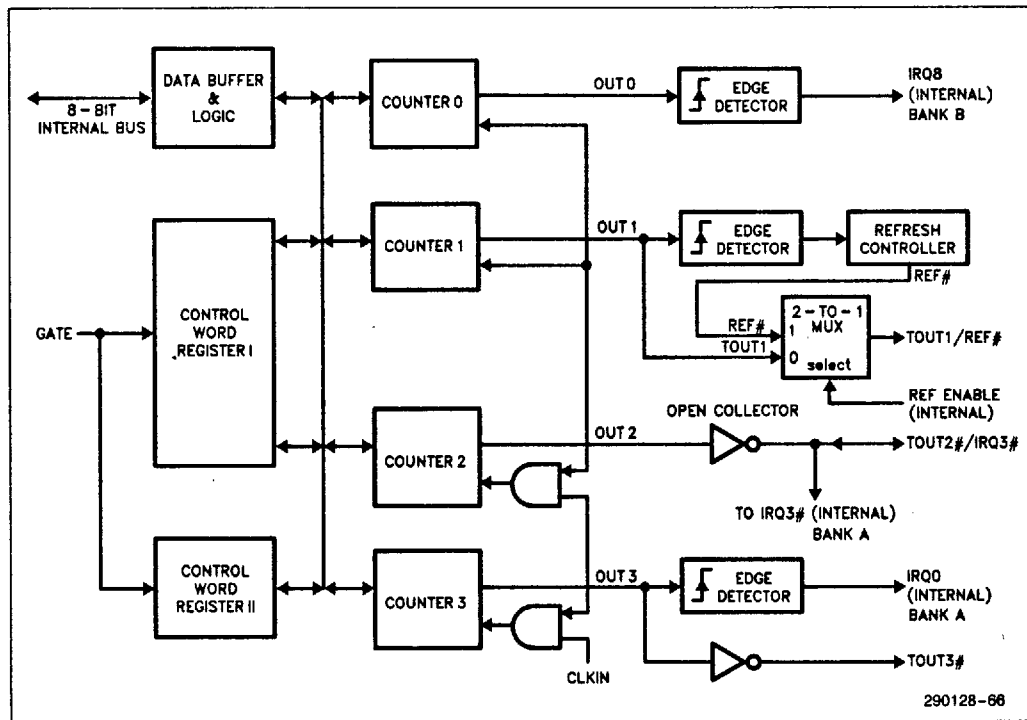 DATA BUFFER
&
LOGIC
8-BIT
INTERNAL BUS
COUNTER 0
OUT 0
EDGE
DETECTOR
IRQ8
(INTERNAL)
BANK B
CONTROL
WORD
REGISTER I
GATE
COUNTER 1
OUT 1
EDGE
DETECTOR
REFRESH
CONTROLLER
REF#
REF#
TOUT1
2-TO-1
MUX
1
0
select
TOUT1/REF#
REF ENABLE
(INTERNAL)
COUNTER 2
OUT 2
OPEN COLLECTOR
TOUT2#/IRQ3#
TO IRQ3# (INTERNAL)
BANK A
CONTROL
WORD
REGISTER II
COUNTER 3
OUT 3
CLKIN
EDGE
DETECTOR
IRQ0
(INTERNAL)
BANK A
TOUT3#
290128-66